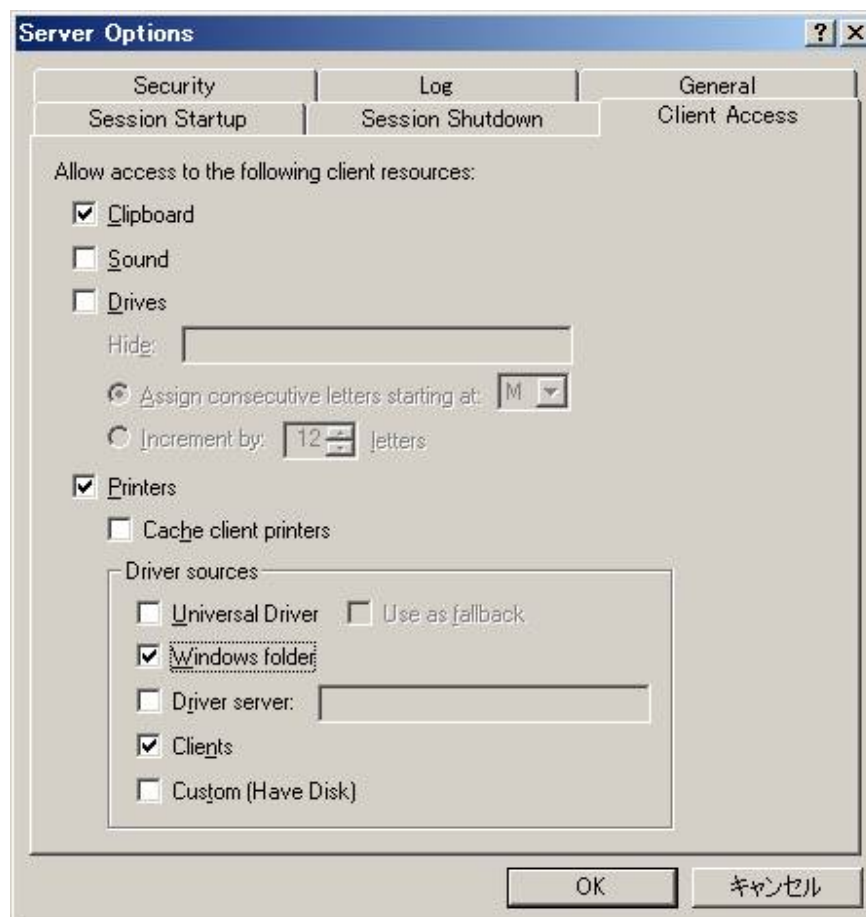 Server Options
Security Log General
Session Startup Session Shutdown Client Access
Allow access to the following client resources:
Clipboard
Sound
Drives
Hide:
Assign consecutive letters starting at: M
Increment by: 12 letters
Printers
Cache client printers
Driver sources
Universal Driver Use as fallback
Windows folder
Driver server:
Clients
Custom (Have Disk)
OK キャンセル